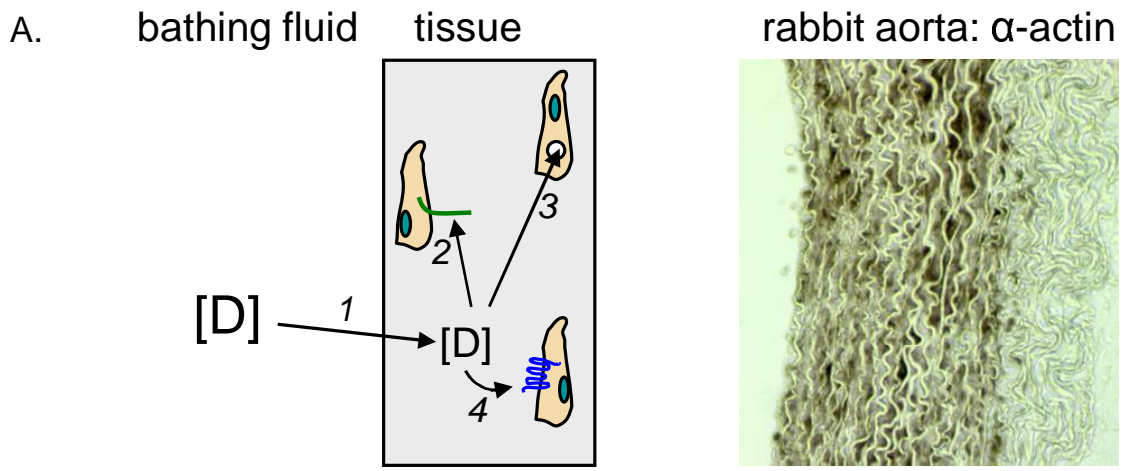 A. bathing fluid tissue rabbit aorta: α-actin
3
2
[D] 1 [D]
4